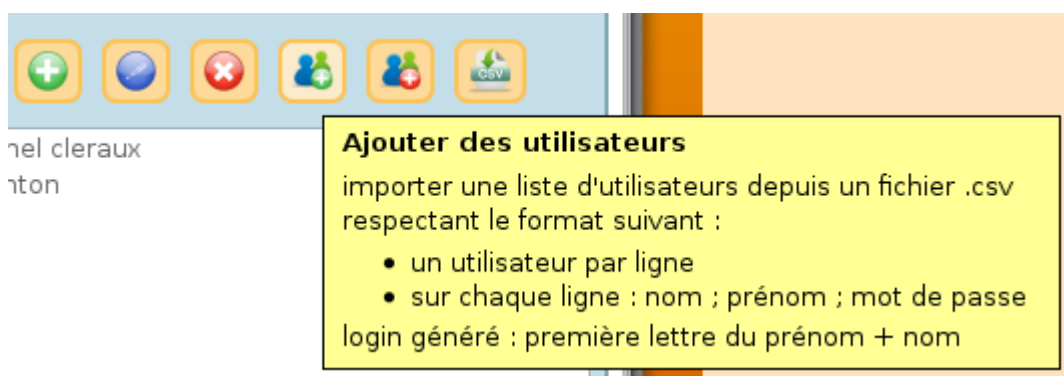 CSV
nel cleraux
nton
Ajouter des utilisateurs
importer une liste d'utilisateurs depuis un fichier .csv
respectant le format suivant :
• un utilisateur par ligne
• sur chaque ligne : nom ; prénom ; mot de passe
login généré : première lettre du prénom + nom